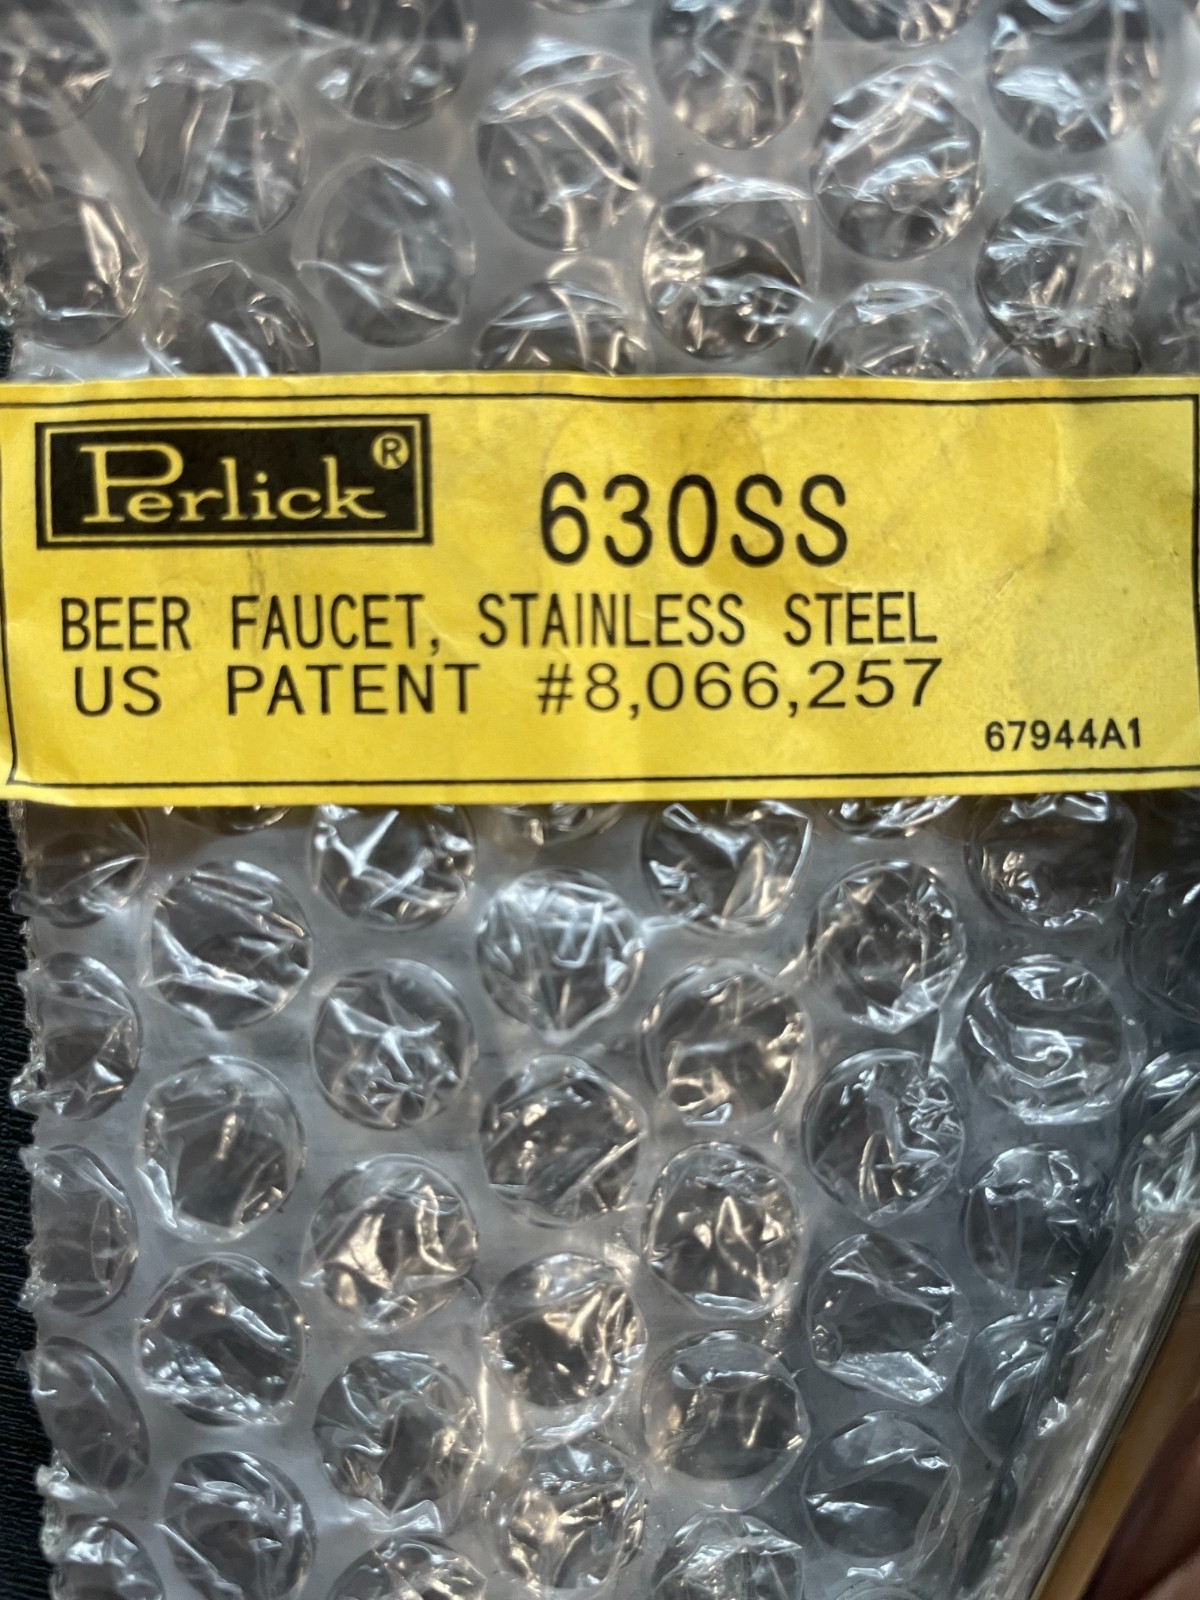 Perlick®
630SS
BEER FAUCET, STAINLESS STEEL
US PATENT #8,066,257
67944A1